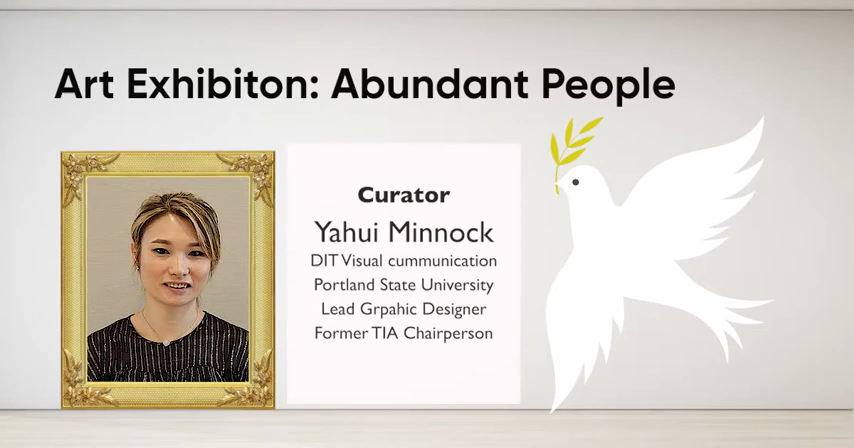 Art Exhibiton: Abundant People
Curator
Yahui Minnock
DIT Visual cummunication
Portland State University
Lead Grpahic Designer
Former TIA Chairperson